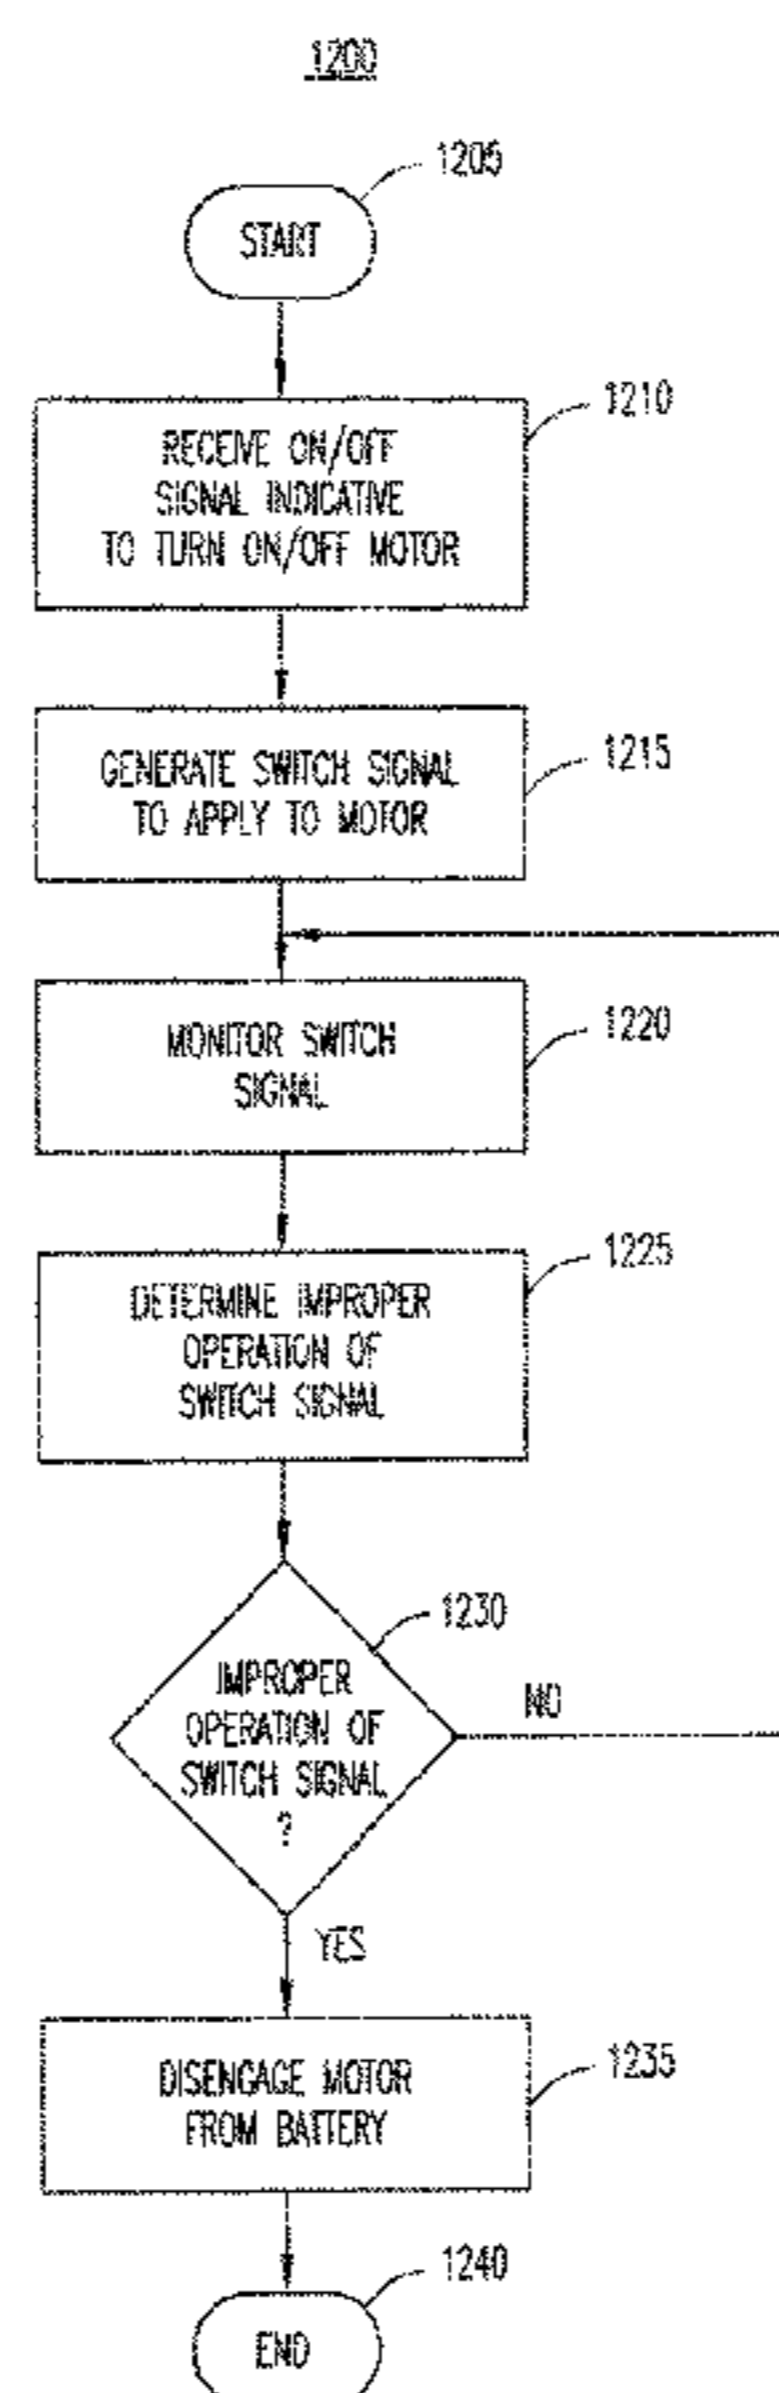 1200
1205
START
1210
RECEIVE ON/OFF
SIGNAL INDICATIVE
TO TURN ON/OFF MOTOR
1215
GENERATE SWITCH SIGNAL
TO APPLY TO MOTOR
1220
MONITOR SWITCH
SIGNAL
1225
DETERMINE IMPROPER
OPERATION OF
SWITCH SIGNAL
1230
IMPROPER
OPERATION OF
SWITCH SIGNAL
?
NO
YES
1235
DISENGAGE MOTOR
FROM BATTERY
1240
END